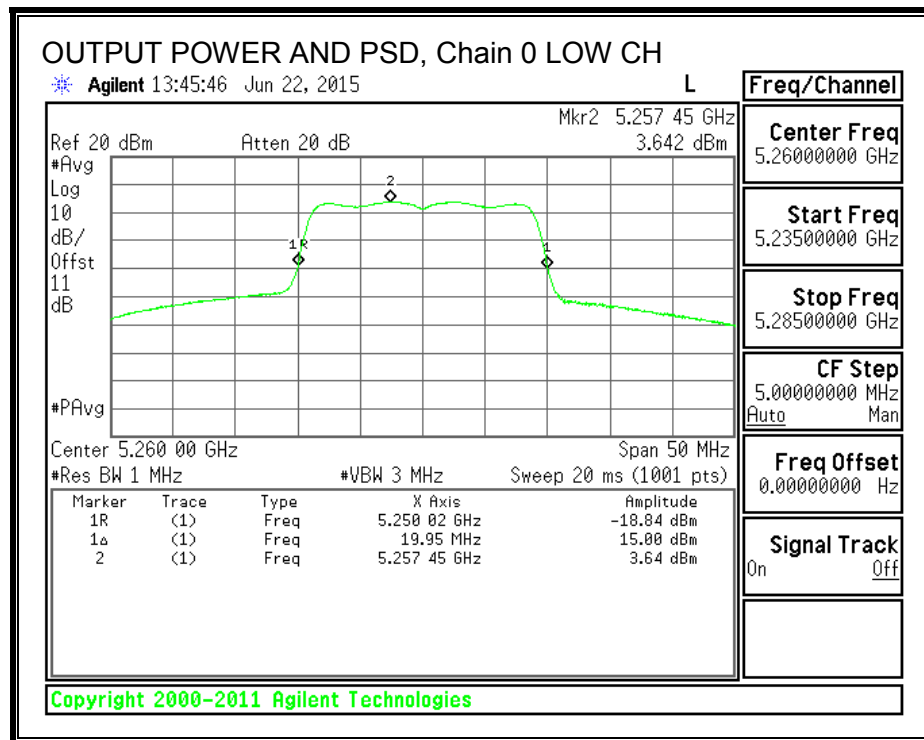 OUTPUT POWER AND PSD, Chain 0 LOW CH
Agilent 13:45:46 Jun 22, 2015 L
Mkr2 5.257 45 GHz
Ref 20 dBm Atten 20 dB 3.642 dBm
#Avg
Log
10
dB/
Offst
11
dB
#PAvg
2
1R
1
Center 5.260 00 GHz Span 50 MHz
#Res BW 1 MHz #VBW 3 MHz Sweep 20 ms (1001 pts)
Marker Trace Type X Axis Amplitude
1R (1) Freq 5.250 02 GHz -18.84 dBm
1Δ (1) Freq 19.95 MHz 15.00 dBm
2 (1) Freq 5.257 45 GHz 3.64 dBm
Freq/Channel
Center Freq
5.26000000 GHz
Start Freq
5.23500000 GHz
Stop Freq
5.28500000 GHz
CF Step
5.00000000 MHz
Auto Man
Freq Offset
0.00000000 Hz
Signal Track
On Off
Copyright 2000-2011 Agilent Technologies